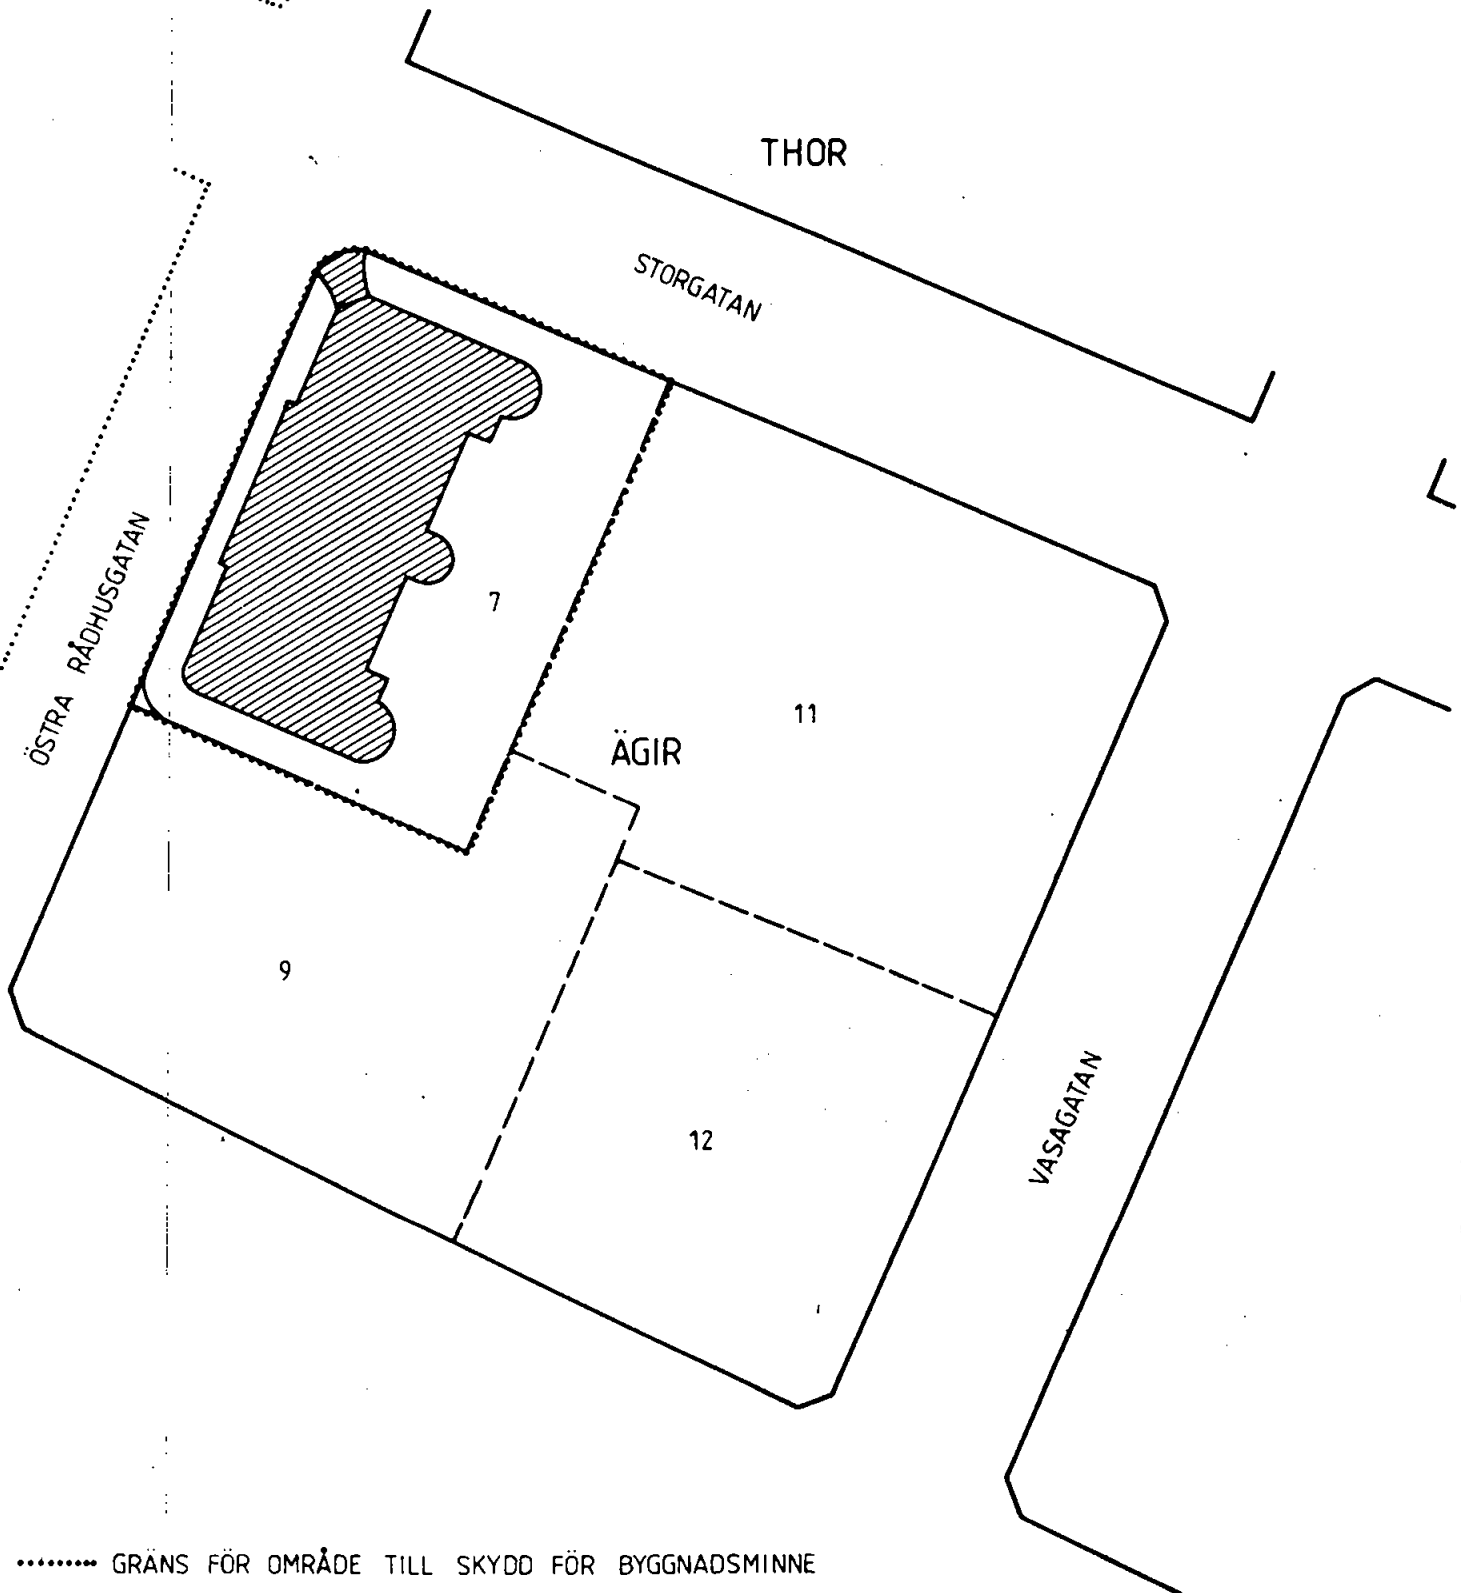 THOR
STORGATAN
ÖSTRA RÅDHUSGATAN
7
11
ÄGIR
9
12
VASAGATAN
GRÄNS FÖR OMRÅDE TILL SKYDD FÖR BYGGNADSMINNE